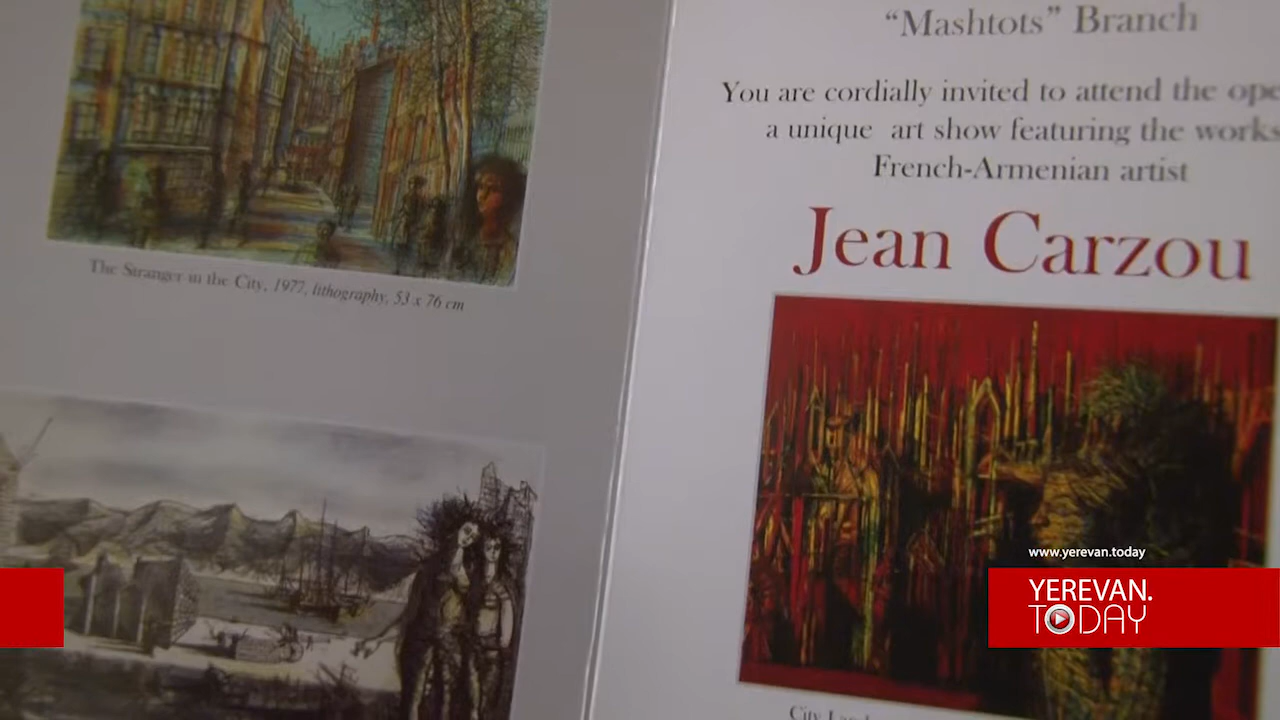 The Stranger in the City, 1977, lithography, 53 x 76 cm
“Mashtots” Branch
You are cordially invited to attend the
a unique art show featuring the works
French-Armenian artist
Jean Carzou
City
www.yerevan.today
YEREVAN.
TODAY